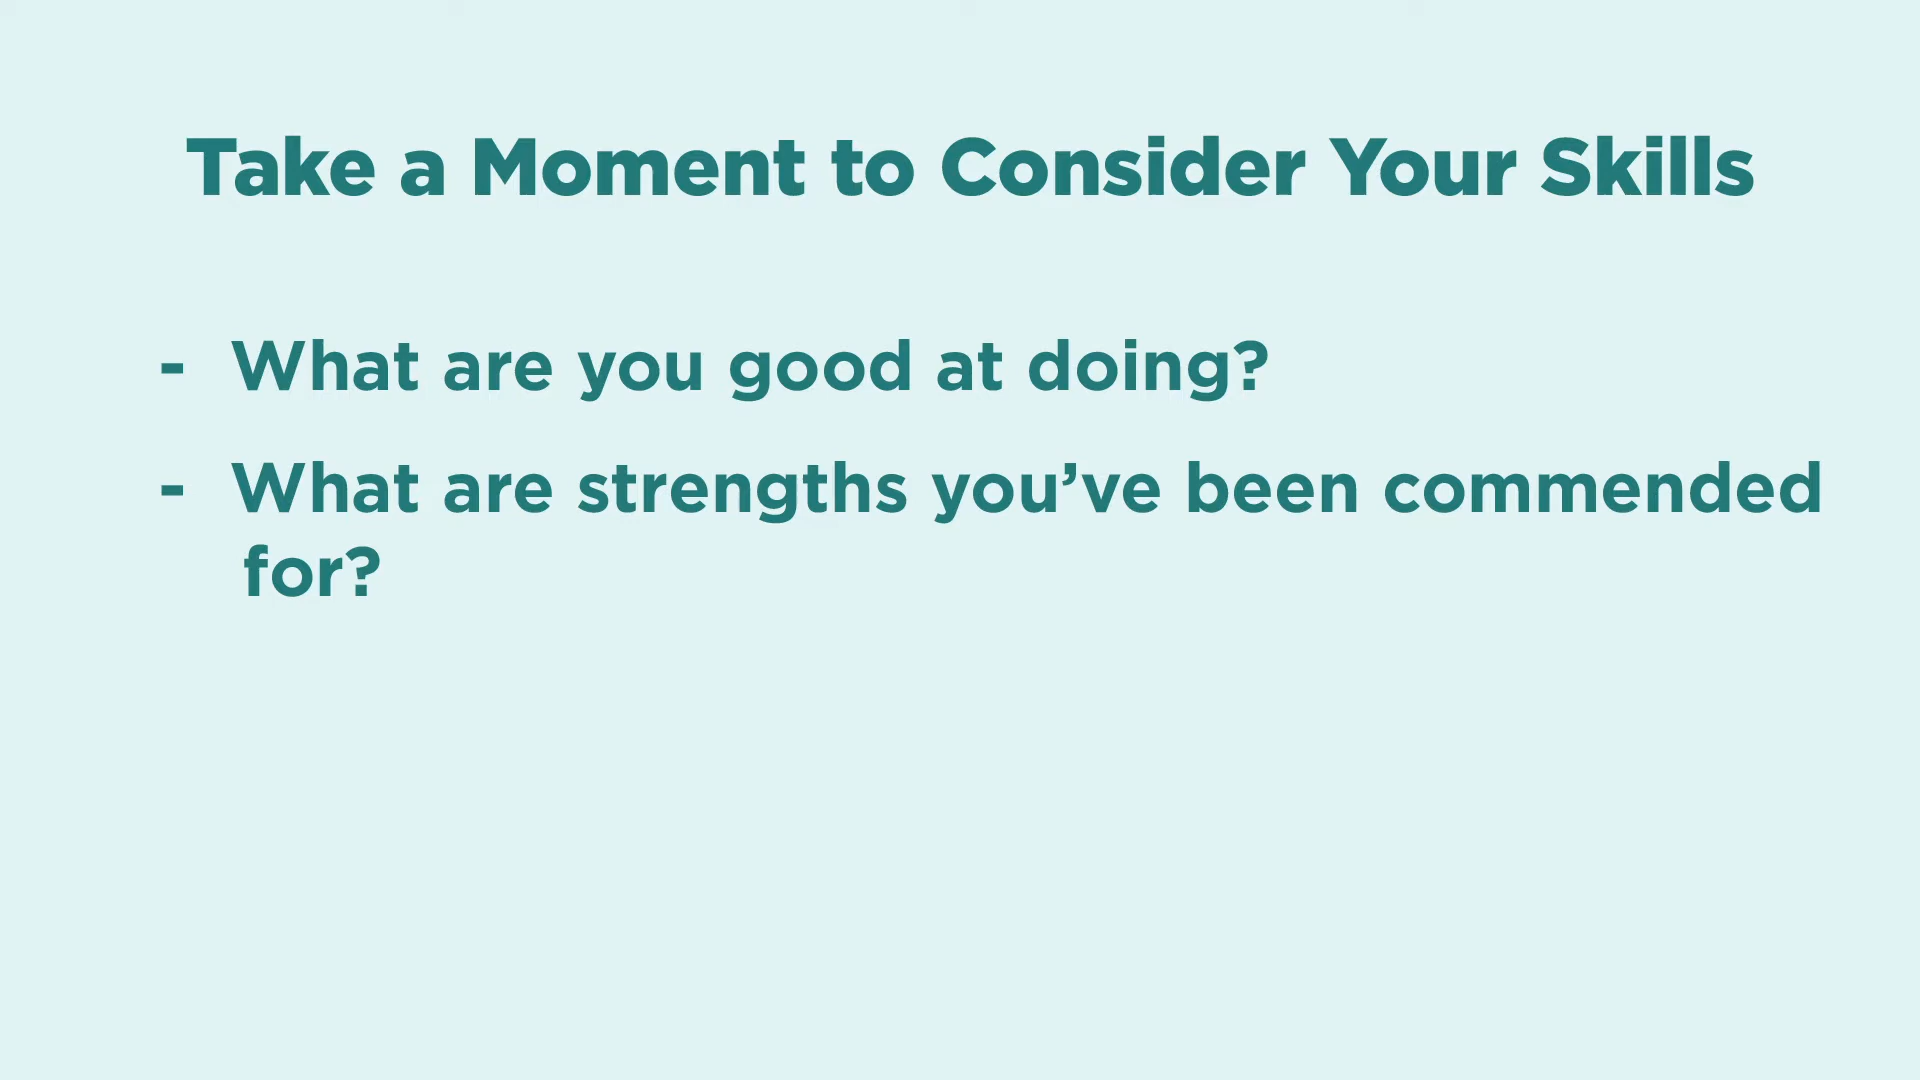 Take a Moment to Consider Your Skills
- What are you good at doing?
- What are strengths you’ve been commended
for?